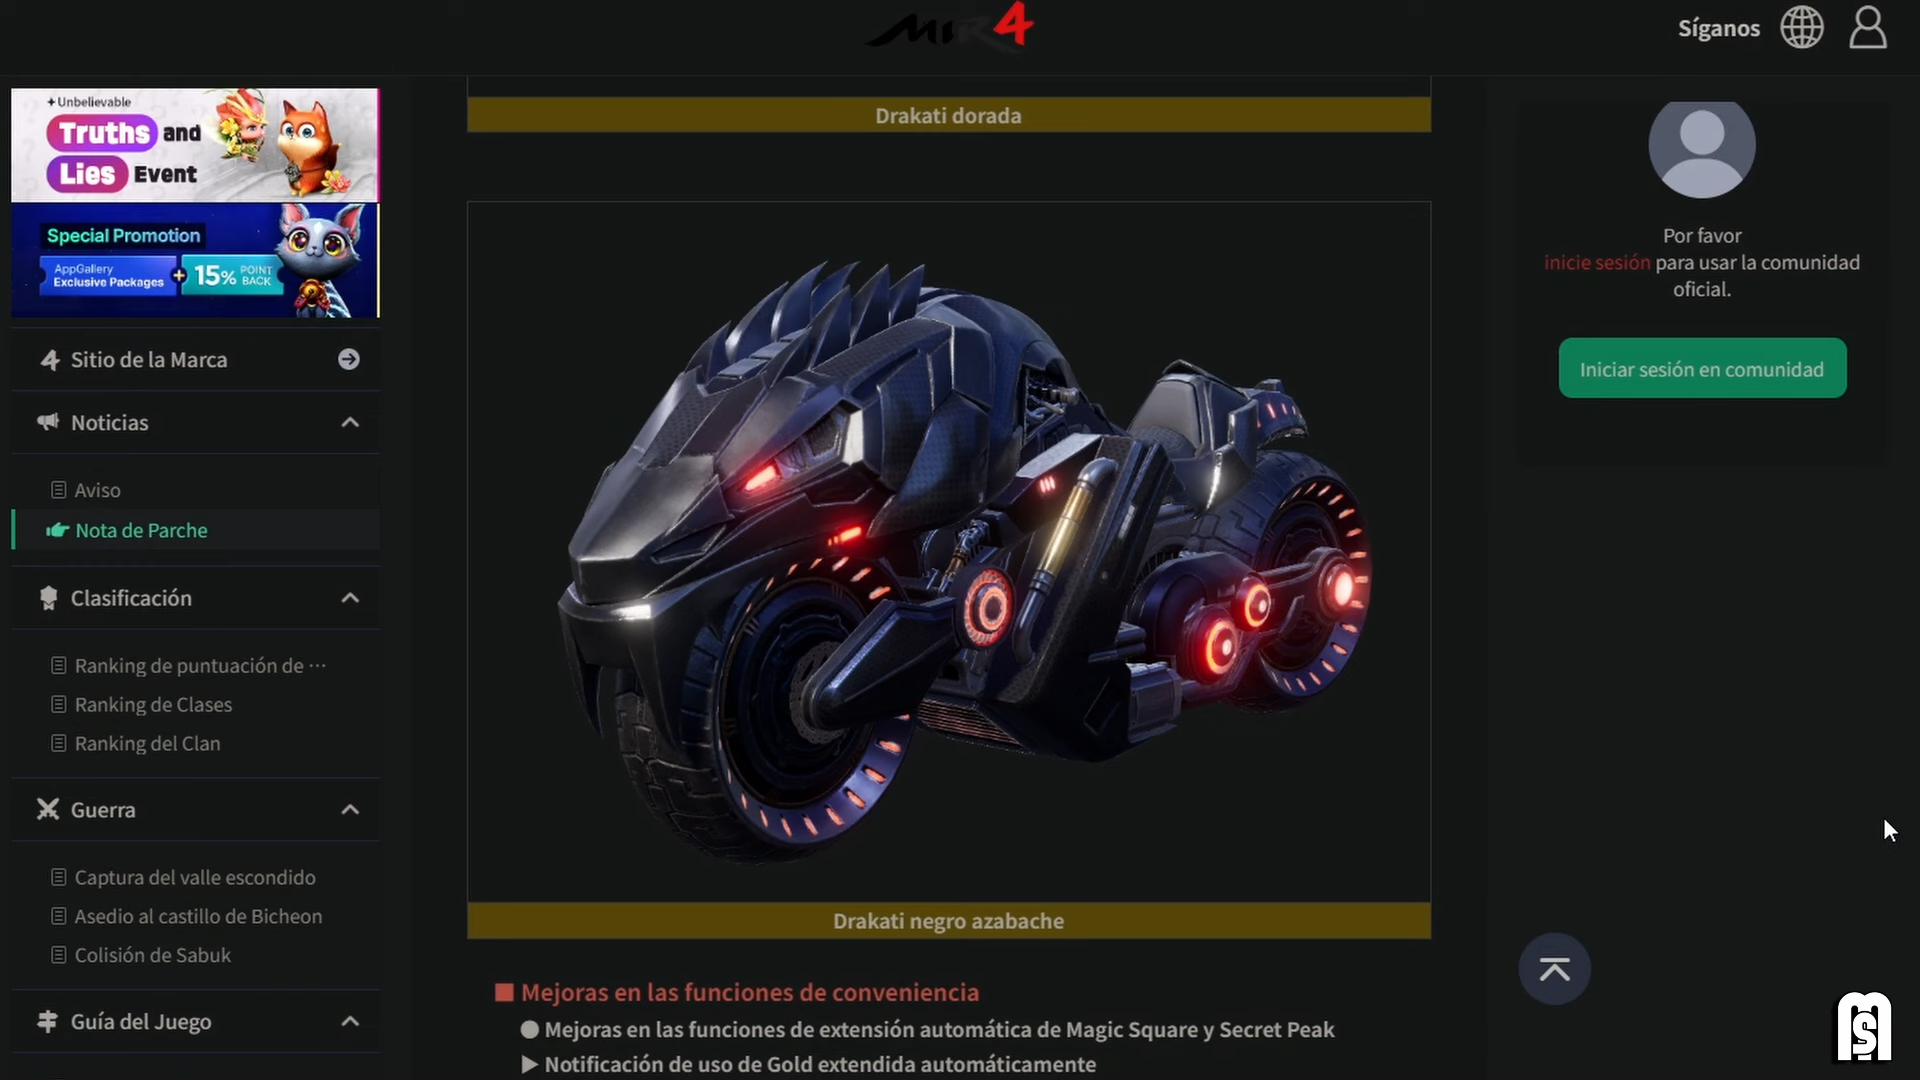 MIR4
Síganos
✦Unbelievable
Truths and
Lies Event
Special Promotion
AppGallery
Exclusive Packages
+
15% POINT
BACK
Sitio de la Marca
Noticias
Aviso
Nota de Parche
Clasificación
Ranking de puntuación de ···
Ranking de Clases
Ranking del Clan
Guerra
Captura del valle escondido
Asedio al castillo de Bicheon
Colisión de Sabuk
Guía del Juego
Drakati dorada
Drakati negro azabache
■ Mejoras en las funciones de conveniencia
● Mejoras en las funciones de extensión automática de Magic Square y Secret Peak
▶ Notificación de uso de Gold extendida automáticamente
Por favor
inicie sesión para usar la comunidad
oficial.
Iniciar sesión en comunidad